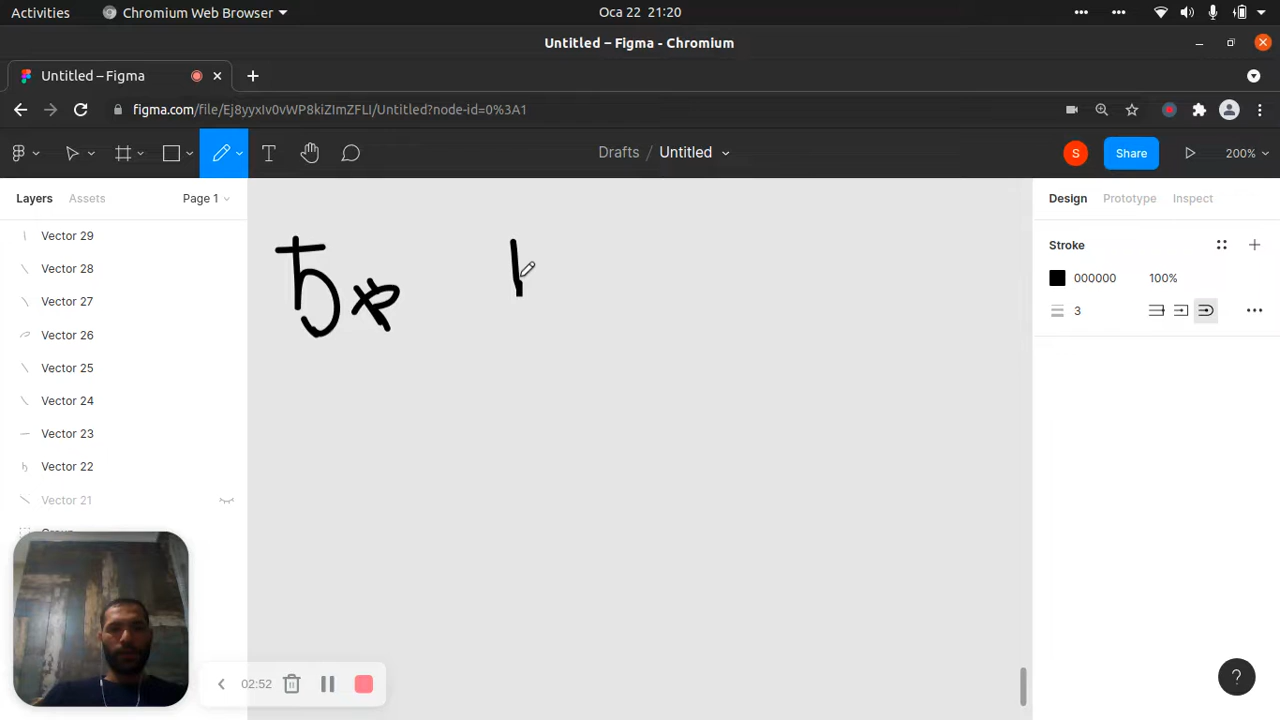 Activities Chromium Web Browser Oca 22 21:20
Untitled – Figma - Chromium
Untitled – Figma
figma.com/file/Ej8yyxIv0vWP8kiZImZFLI/Untitled?node-id=0%3A1
Drafts / Untitled S Share 200%
Layers Assets Page 1 Design Prototype Inspect
Vector 29
Stroke
Vector 28 000000 100%
Vector 27 3
Vector 26
Vector 25
Vector 24
Vector 23
Vector 22
Vector 21
02:52 ?